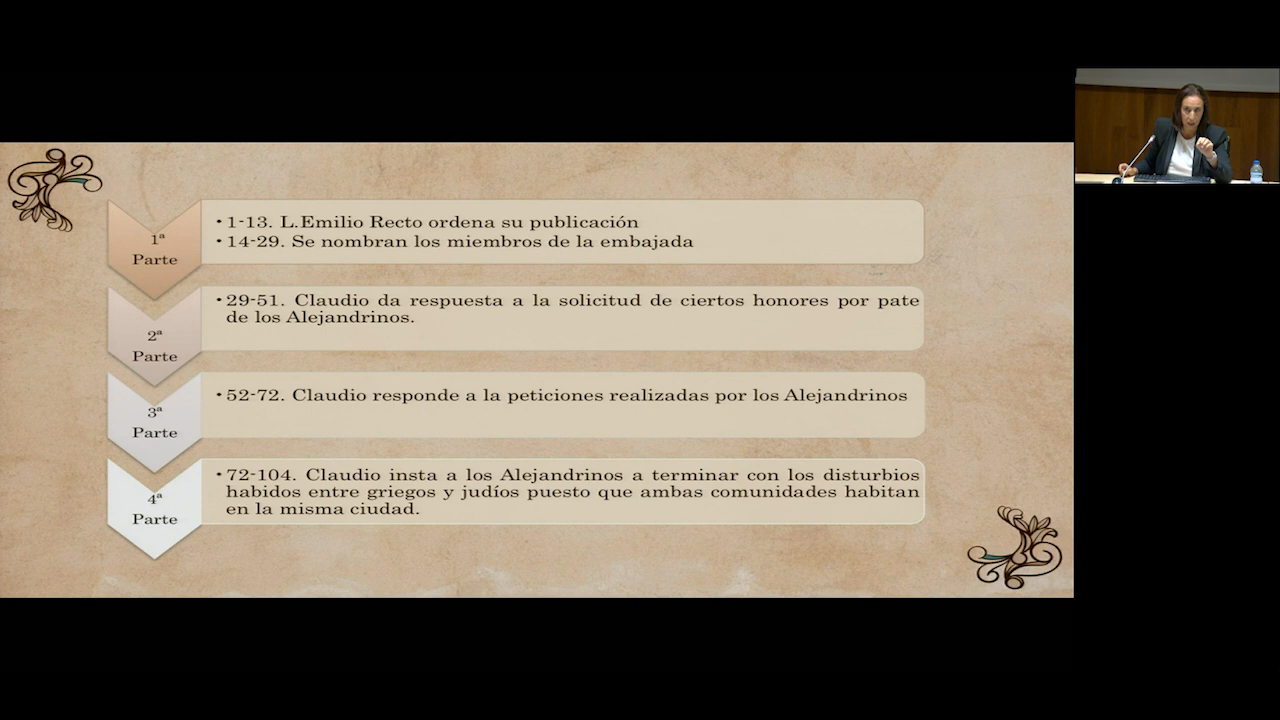 1ª
Parte
• 1-13. L.Emilio Recto ordena su publicación
• 14-29. Se nombran los miembros de la embajada
2ª
Parte
• 29-51. Claudio da respuesta a la solicitud de ciertos honores por pate
de los Alejandrinos.
3ª
Parte
• 52-72. Claudio responde a la peticiones realizadas por los Alejandrinos
4ª
Parte
• 72-104. Claudio insta a los Alejandrinos a terminar con los disturbios
habidos entre griegos y judíos puesto que ambas comunidades habitan
en la misma ciudad.